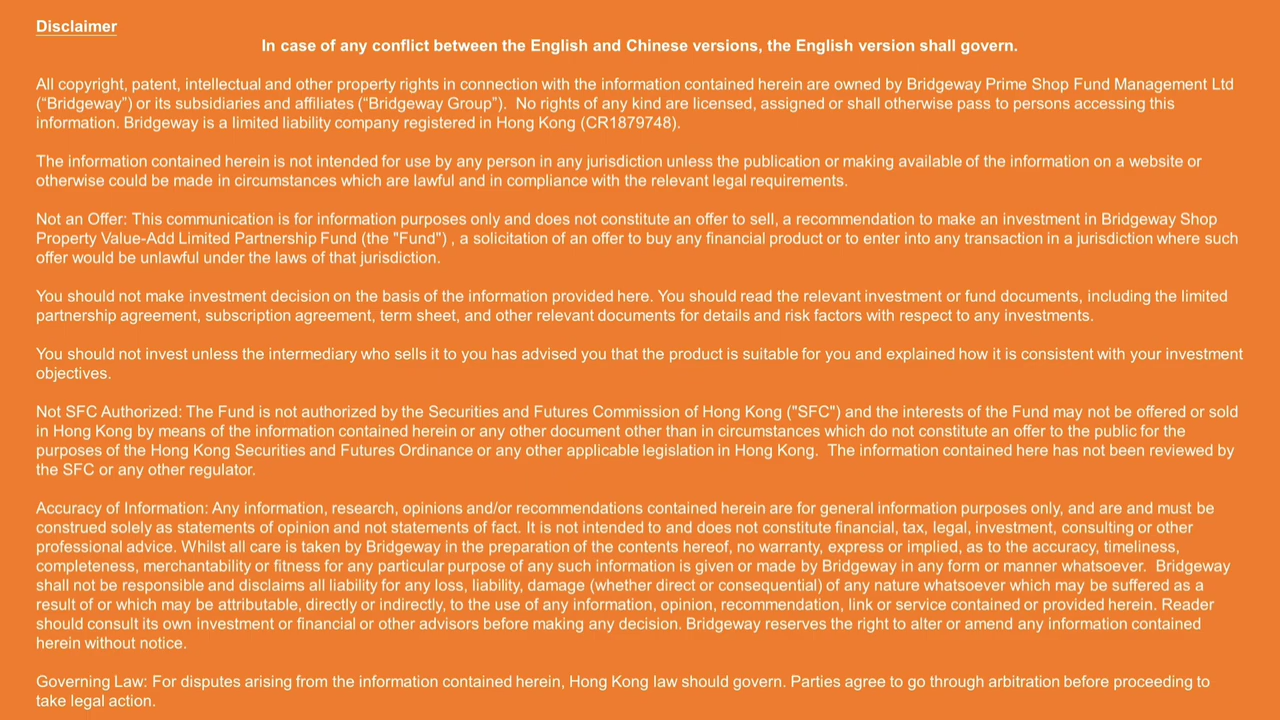 Disclaimer
In case of any conflict between the English and Chinese versions, the English version shall govern.
All copyright, patent, intellectual and other property rights in connection with the information contained herein are owned by Bridgeway Prime Shop Fund Management Ltd
(“Bridgeway”) or its subsidiaries and affiliates (“Bridgeway Group”).  No rights of any kind are licensed, assigned or shall otherwise pass to persons accessing this
information. Bridgeway is a limited liability company registered in Hong Kong (CR1879748).
The information contained herein is not intended for use by any person in any jurisdiction unless the publication or making available of the information on a website or
otherwise could be made in circumstances which are lawful and in compliance with the relevant legal requirements.
Not an Offer: This communication is for information purposes only and does not constitute an offer to sell, a recommendation to make an investment in Bridgeway Shop
Property Value-Add Limited Partnership Fund (the "Fund") , a solicitation of an offer to buy any financial product or to enter into any transaction in a jurisdiction where such
offer would be unlawful under the laws of that jurisdiction.
You should not make investment decision on the basis of the information provided here. You should read the relevant investment or fund documents, including the limited
partnership agreement, subscription agreement, term sheet, and other relevant documents for details and risk factors with respect to any investments.
You should not invest unless the intermediary who sells it to you has advised you that the product is suitable for you and explained how it is consistent with your investment
objectives.
Not SFC Authorized: The Fund is not authorized by the Securities and Futures Commission of Hong Kong ("SFC") and the interests of the Fund may not be offered or sold
in Hong Kong by means of the information contained herein or any other document other than in circumstances which do not constitute an offer to the public for the
purposes of the Hong Kong Securities and Futures Ordinance or any other applicable legislation in Hong Kong.  The information contained here has not been reviewed by
the SFC or any other regulator.
Accuracy of Information: Any information, research, opinions and/or recommendations contained herein are for general information purposes only, and are and must be
construed solely as statements of opinion and not statements of fact. It is not intended to and does not constitute financial, tax, legal, investment, consulting or other
professional advice. Whilst all care is taken by Bridgeway in the preparation of the contents hereof, no warranty, express or implied, as to the accuracy, timeliness,
completeness, merchantability or fitness for any particular purpose of any such information is given or made by Bridgeway in any form or manner whatsoever.  Bridgeway
shall not be responsible and disclaims all liability for any loss, liability, damage (whether direct or consequential) of any nature whatsoever which may be suffered as a
result of or which may be attributable, directly or indirectly, to the use of any information, opinion, recommendation, link or service contained or provided herein. Reader
should consult its own investment or financial or other advisors before making any decision. Bridgeway reserves the right to alter or amend any information contained
herein without notice.
Governing Law: For disputes arising from the information contained herein, Hong Kong law should govern. Parties agree to go through arbitration before proceeding to
take legal action.